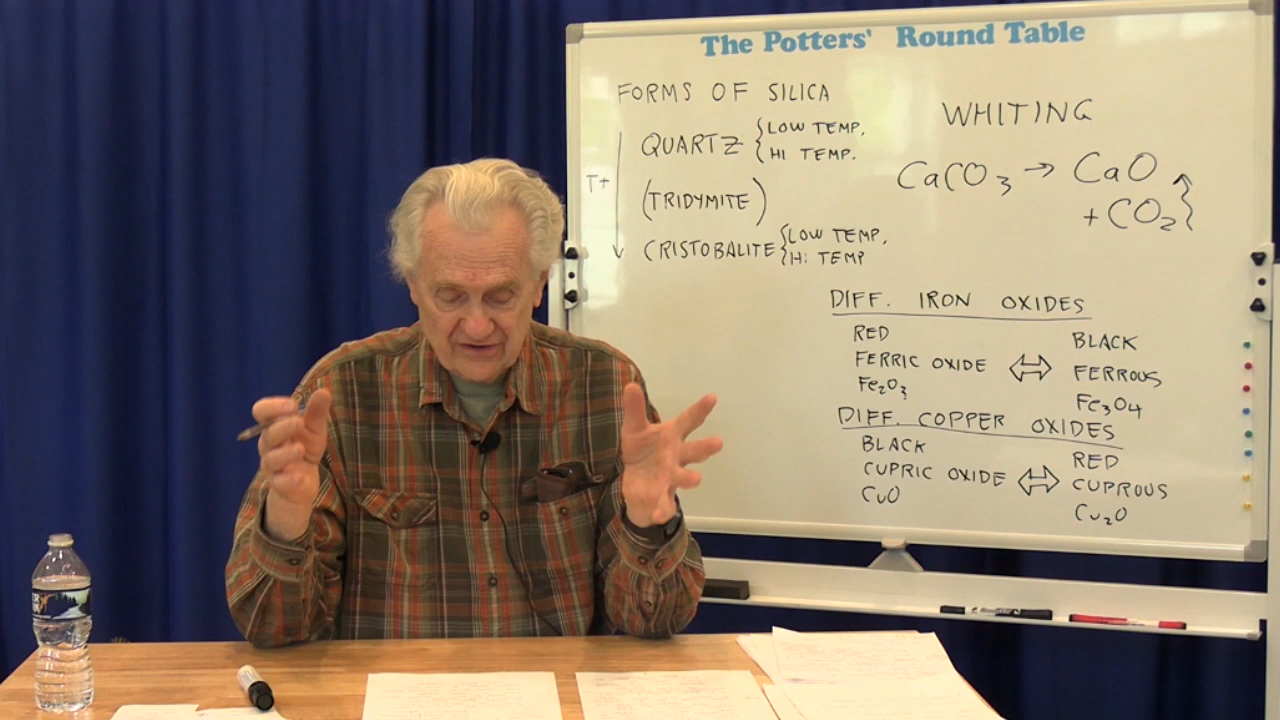 The Potters' Round Table
FORMS OF SILICA
T+
QUARTZ { LOW TEMP,
HI TEMP.
(TRIDYMITE)
CRISTOBALITE { LOW TEMP,
Hi TEMP
WHITING
CaCO3 → CaO
+ CO2
DIFF. IRON OXIDES
RED
FERRIC OXIDE
Fe2O3
⇔
BLACK
FERROUS
Fe3O4
DIFF. COPPER OXIDES
BLACK
CUPRIC OXIDE
CuO
⇔
RED
CUPROUS
Cu2O